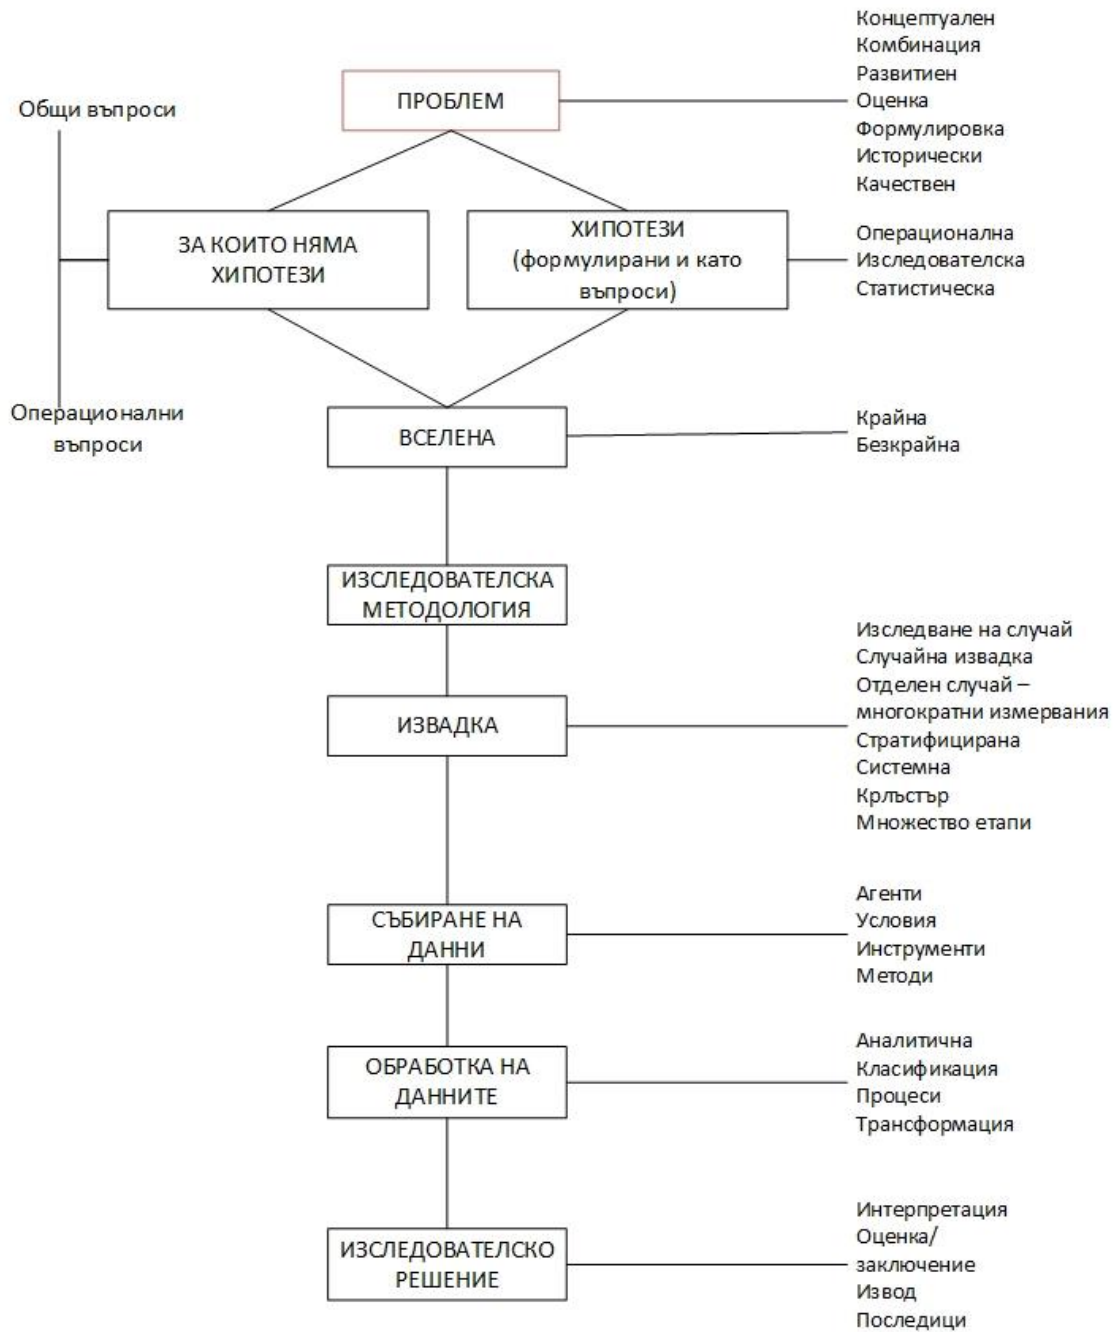 Концептуален
Комбинация
Развитиен
Оценка
Формулировка
Исторически
Качествен
ПРОБЛЕМ
Общи въпроси
ЗА КОИТО НЯМА
ХИПОТЕЗИ
ХИПОТЕЗИ
(формулирани и като
въпроси)
Операционална
Изследователска
Статистическа
Операционални
въпроси
ВСЕЛЕНА
Крайна
Безкрайна
ИЗСЛЕДОВАТЕЛСКА
МЕТОДОЛОГИЯ
ИЗВАДКА
Изследване на случай
Случайна извадка
Отделен случай –
многократни измервания
Стратифицирана
Системна
Крлъстър
Множество етапи
СЪБИРАНЕ НА
ДАННИ
Агенти
Условия
Инструменти
Методи
ОБРАБОТКА НА
ДАННИТЕ
Аналитична
Класификация
Процеси
Трансформация
ИЗСЛЕДОВАТЕЛСКО
РЕШЕНИЕ
Интерпретация
Оценка/
заключение
Извод
Последици